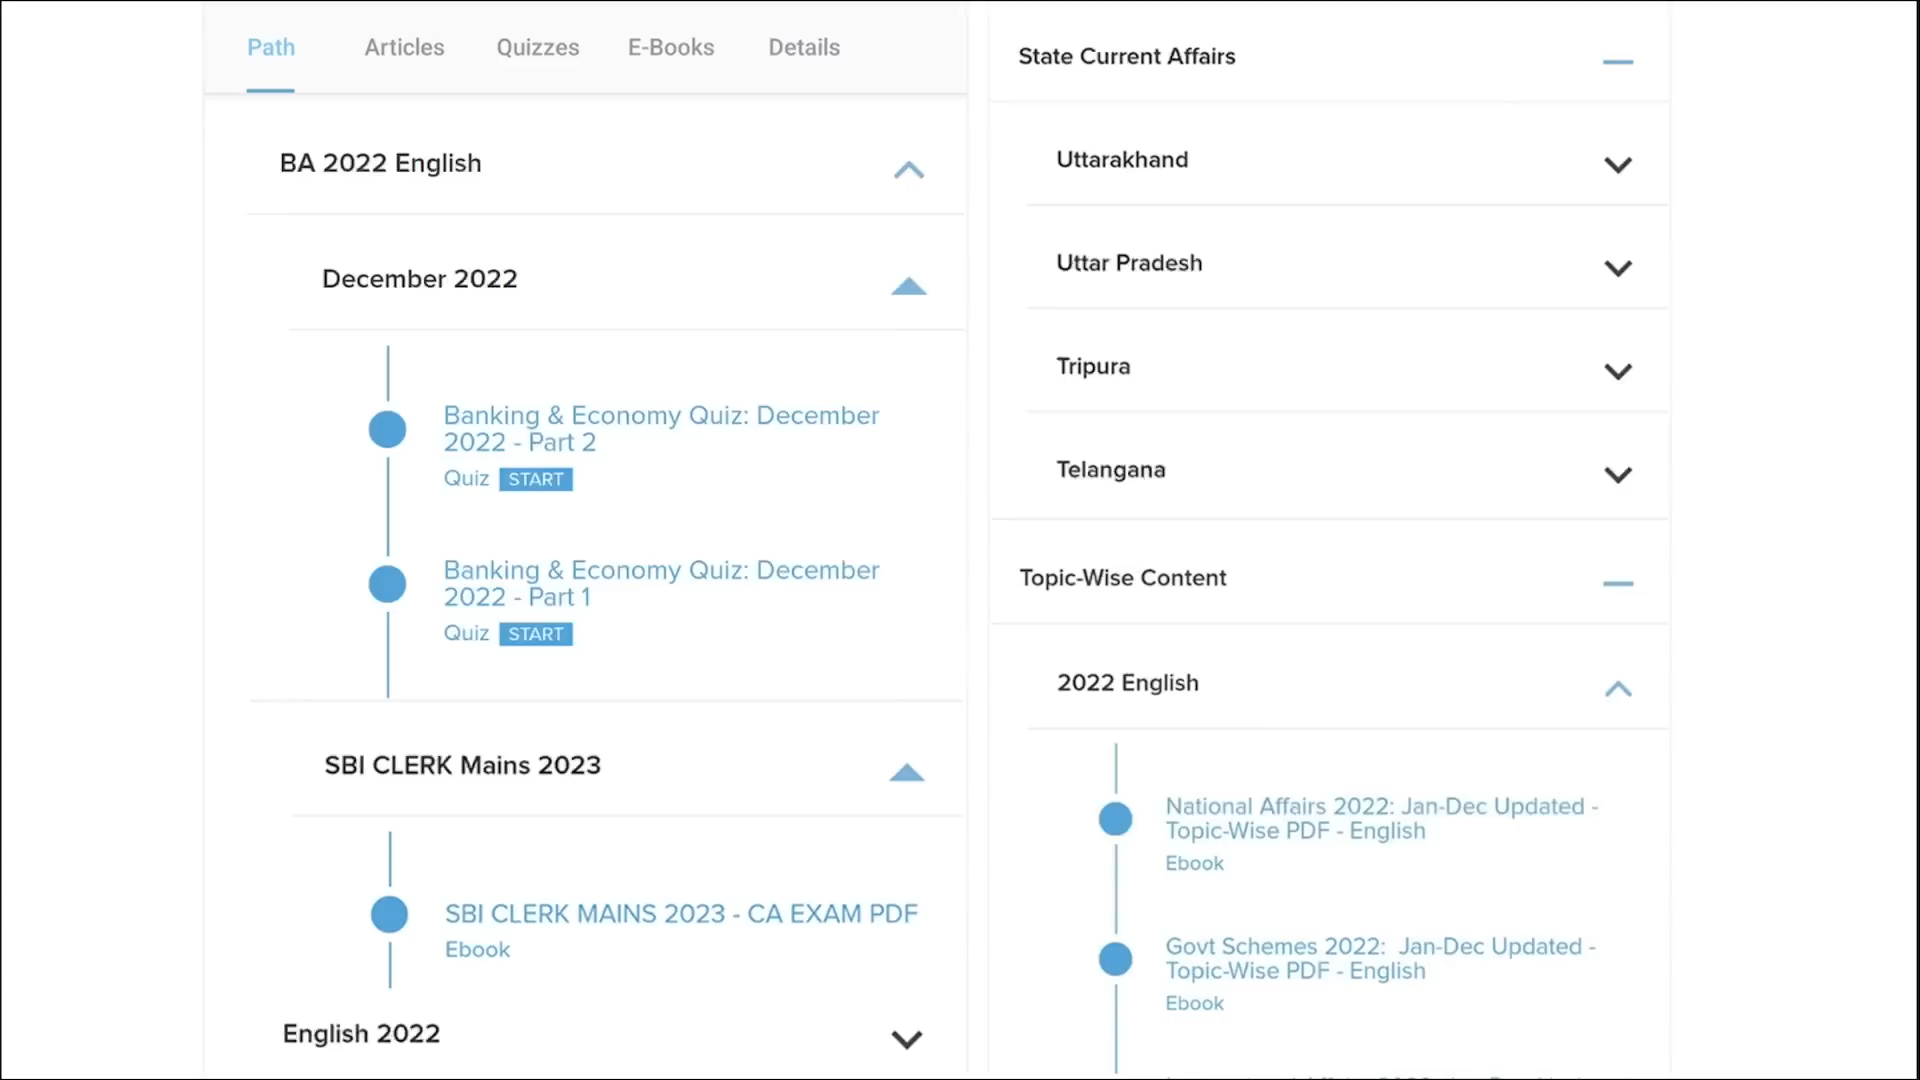 Path
Articles
Quizzes
E-Books
Details
BA 2022 English
December 2022
Banking & Economy Quiz: December
2022 - Part 2
Quiz START
Banking & Economy Quiz: December
2022 - Part 1
Quiz START
SBI CLERK Mains 2023
SBI CLERK MAINS 2023 - CA EXAM PDF
Ebook
English 2022
State Current Affairs
Uttarakhand
Uttar Pradesh
Tripura
Telangana
Topic-Wise Content
2022 English
National Affairs 2022: Jan-Dec Updated -
Topic-Wise PDF - English
Ebook
Govt Schemes 2022:  Jan-Dec Updated -
Topic-Wise PDF - English
Ebook